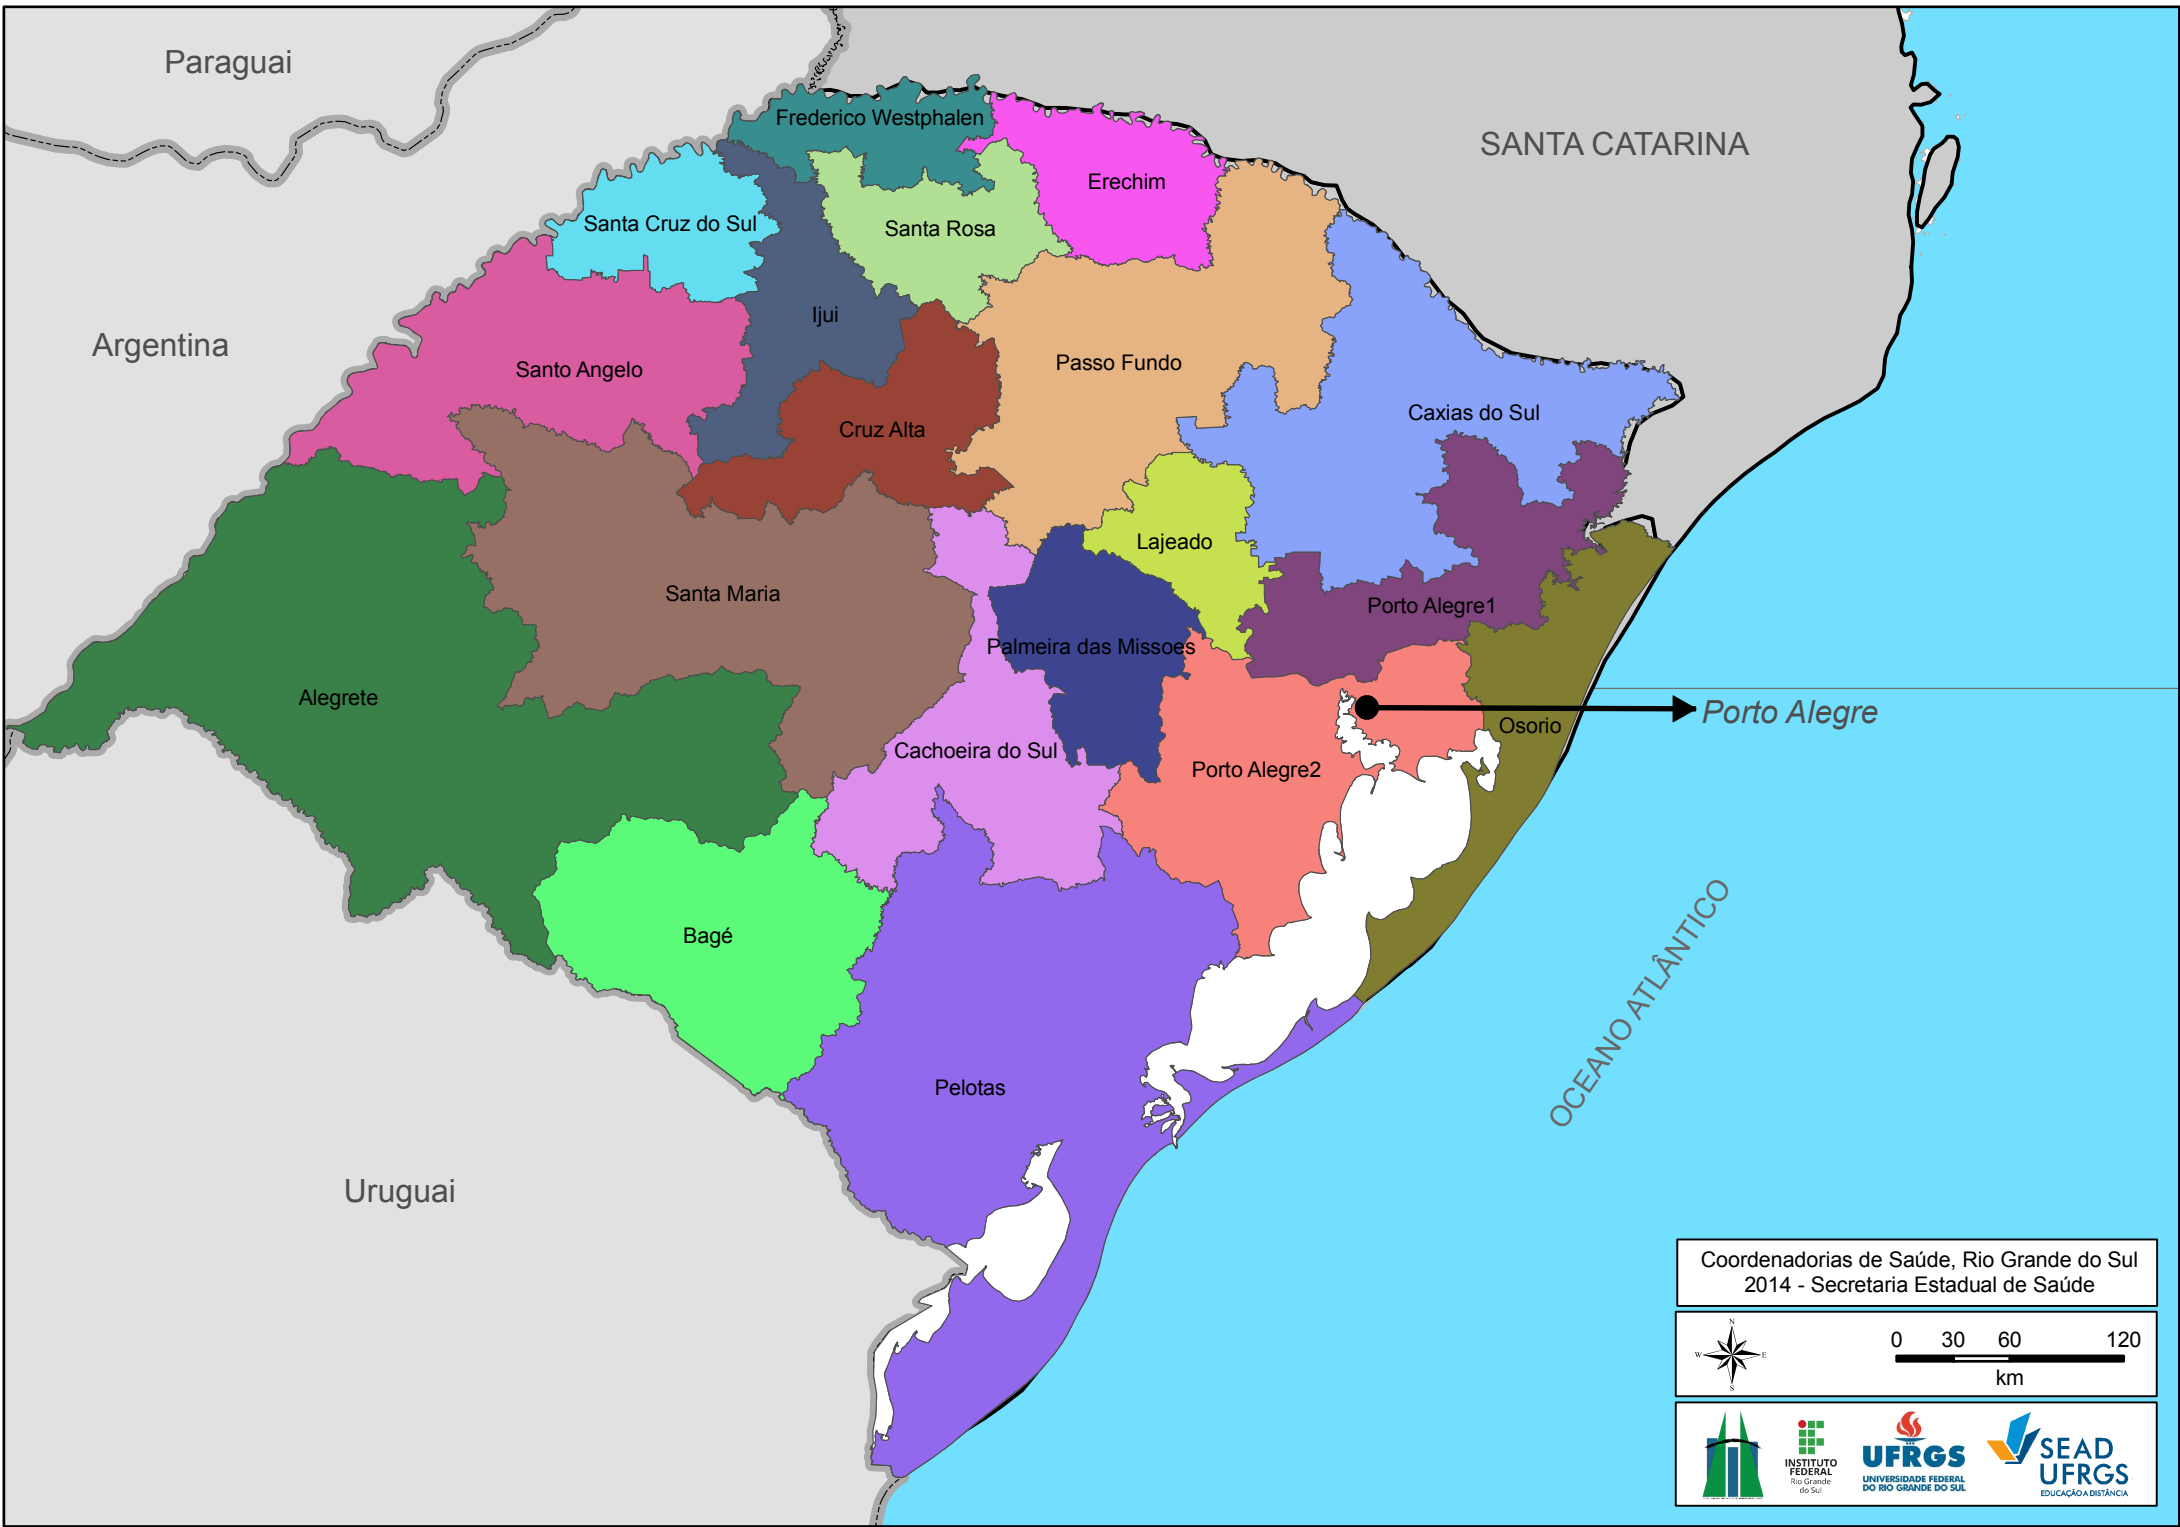 Paraguai
Frederico Westphalen
SANTA CATARINA
Erechim
Santa Cruz do Sul
Santa Rosa
Ijui
Argentina
Santo Angelo
Passo Fundo
Caxias do Sul
Cruz Alta
Lajeado
Santa Maria
Porto Alegre1
Palmeira das Missoes
Alegrete
Porto Alegre
Osorio
Cachoeira do Sul
Porto Alegre2
Bagé
OCEANO ATLÂNTICO
Pelotas
Uruguai
Coordenadorias de Saúde, Rio Grande do Sul
2014 - Secretaria Estadual de Saúde
N
W E
S
0 30 60 120
km
INSTITUTO
FEDERAL
Rio Grande
do Sul
UFRGS
UNIVERSIDADE FEDERAL
DO RIO GRANDE DO SUL
SEAD
UFRGS
EDUCAÇÃO A DISTÂNCIA